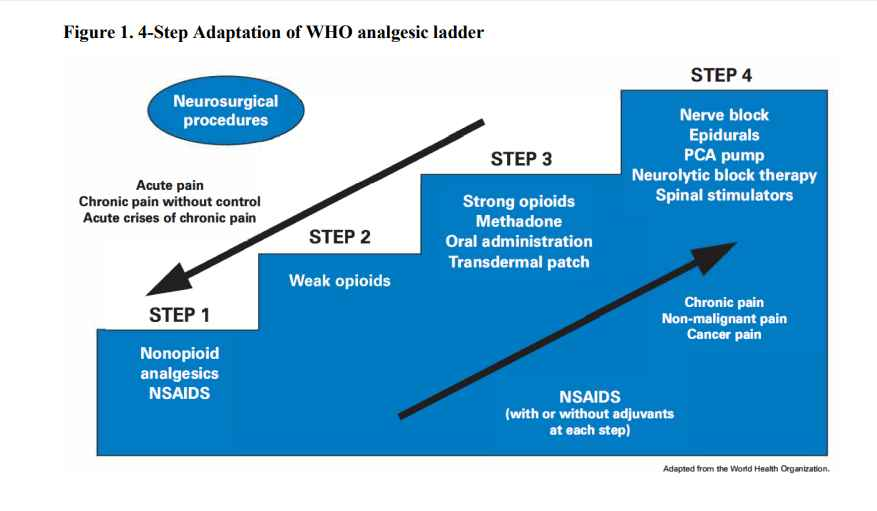 Figure 1. 4-Step Adaptation of WHO analgesic ladder
Neurosurgical
procedures
Acute pain
Chronic pain without control
Acute crises of chronic pain
STEP 1
Nonopioid
analgesics
NSAIDS
STEP 2
Weak opioids
STEP 3
Strong opioids
Methadone
Oral administration
Transdermal patch
STEP 4
Nerve block
Epidurals
PCA pump
Neurolytic block therapy
Spinal stimulators
Chronic pain
Non-malignant pain
Cancer pain
NSAIDS
(with or without adjuvants
at each step)
Adapted from the World Health Organization.